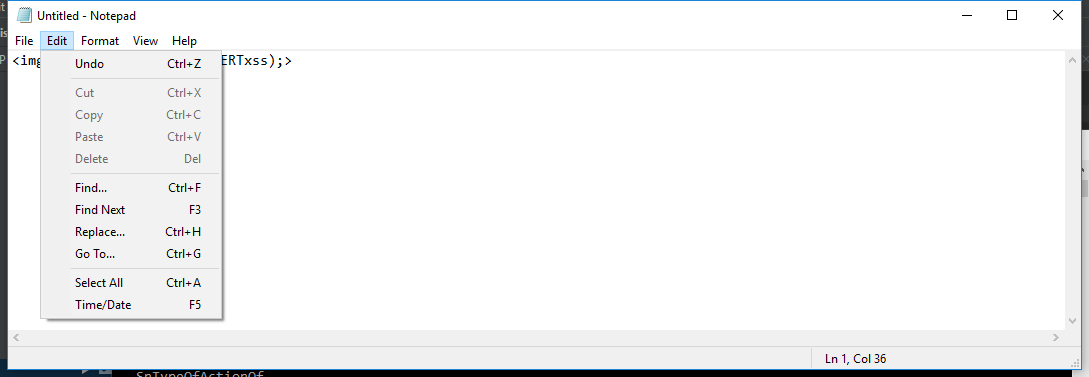 Untitled - Notepad
File Edit Format View Help
<img ERTxss);>
Undo Ctrl+Z
Cut Ctrl+X
Copy Ctrl+C
Paste Ctrl+V
Delete Del
Find... Ctrl+F
Find Next F3
Replace... Ctrl+H
Go To... Ctrl+G
Select All Ctrl+A
Time/Date F5
Ln 1, Col 36
SpTypeOfActionOf